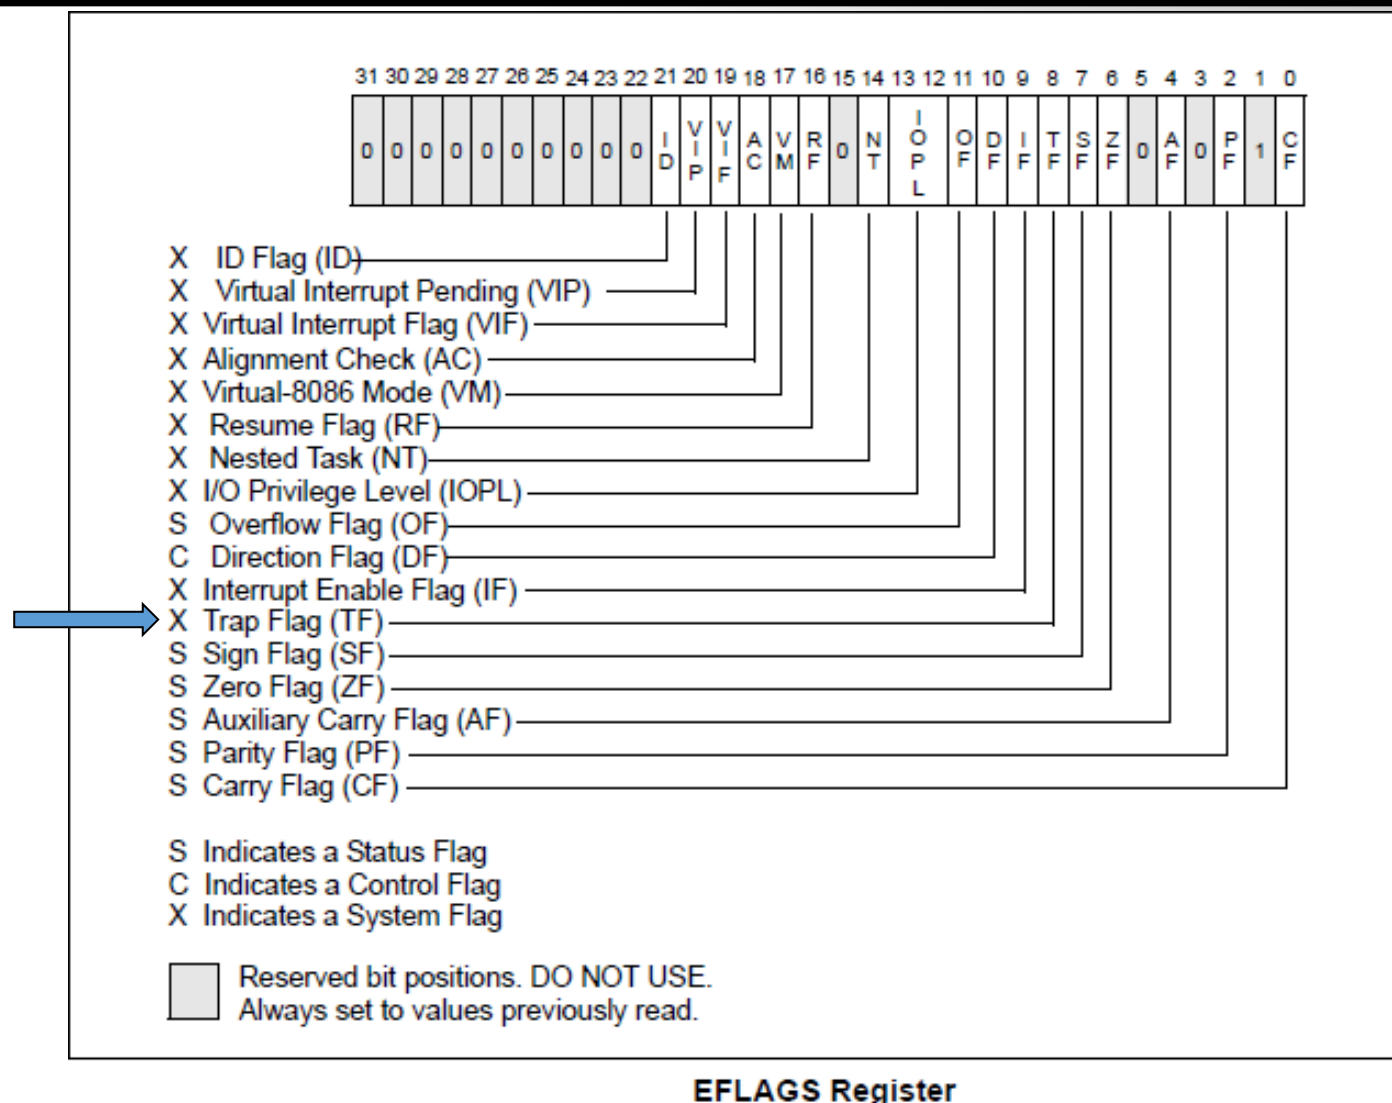 31 30 29 28 27 26 25 24 23 22 21 20 19 18 17 16 15 14 13 12 11 10 9 8 7 6 5 4 3 2 1 0
0 0 0 0 0 0 0 0 0 0 ID VIP VIF AC VM RF 0 NT IOPL OF DF IF TF SF ZF 0 AF 0 PF 1 CF
X ID Flag (ID)
X Virtual Interrupt Pending (VIP)
X Virtual Interrupt Flag (VIF)
X Alignment Check (AC)
X Virtual-8086 Mode (VM)
X Resume Flag (RF)
X Nested Task (NT)
X I/O Privilege Level (IOPL)
S Overflow Flag (OF)
C Direction Flag (DF)
X Interrupt Enable Flag (IF)
X Trap Flag (TF)
S Sign Flag (SF)
S Zero Flag (ZF)
S Auxiliary Carry Flag (AF)
S Parity Flag (PF)
S Carry Flag (CF)
S Indicates a Status Flag
C Indicates a Control Flag
X Indicates a System Flag
Reserved bit positions. DO NOT USE.
Always set to values previously read.
EFLAGS Register